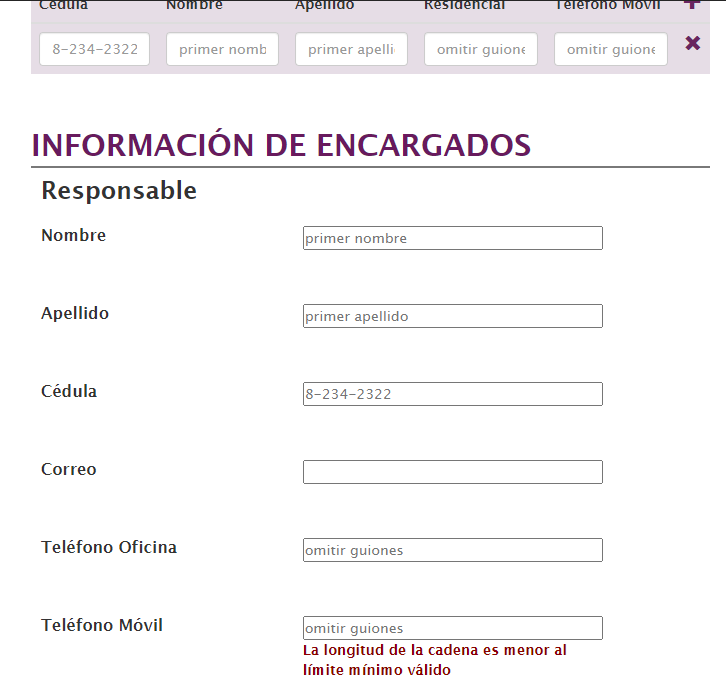 Cédula Nombre Apellido Residencial Teléfono Móvil
8-234-2322 primer nomb primer apelli omitir guione omitir guione
INFORMACIÓN DE ENCARGADOS
Responsable
Nombre primer nombre
Apellido primer apellido
Cédula 8-234-2322
Correo
Teléfono Oficina omitir guiones
Teléfono Móvil omitir guiones
La longitud de la cadena es menor al
límite mínimo válido